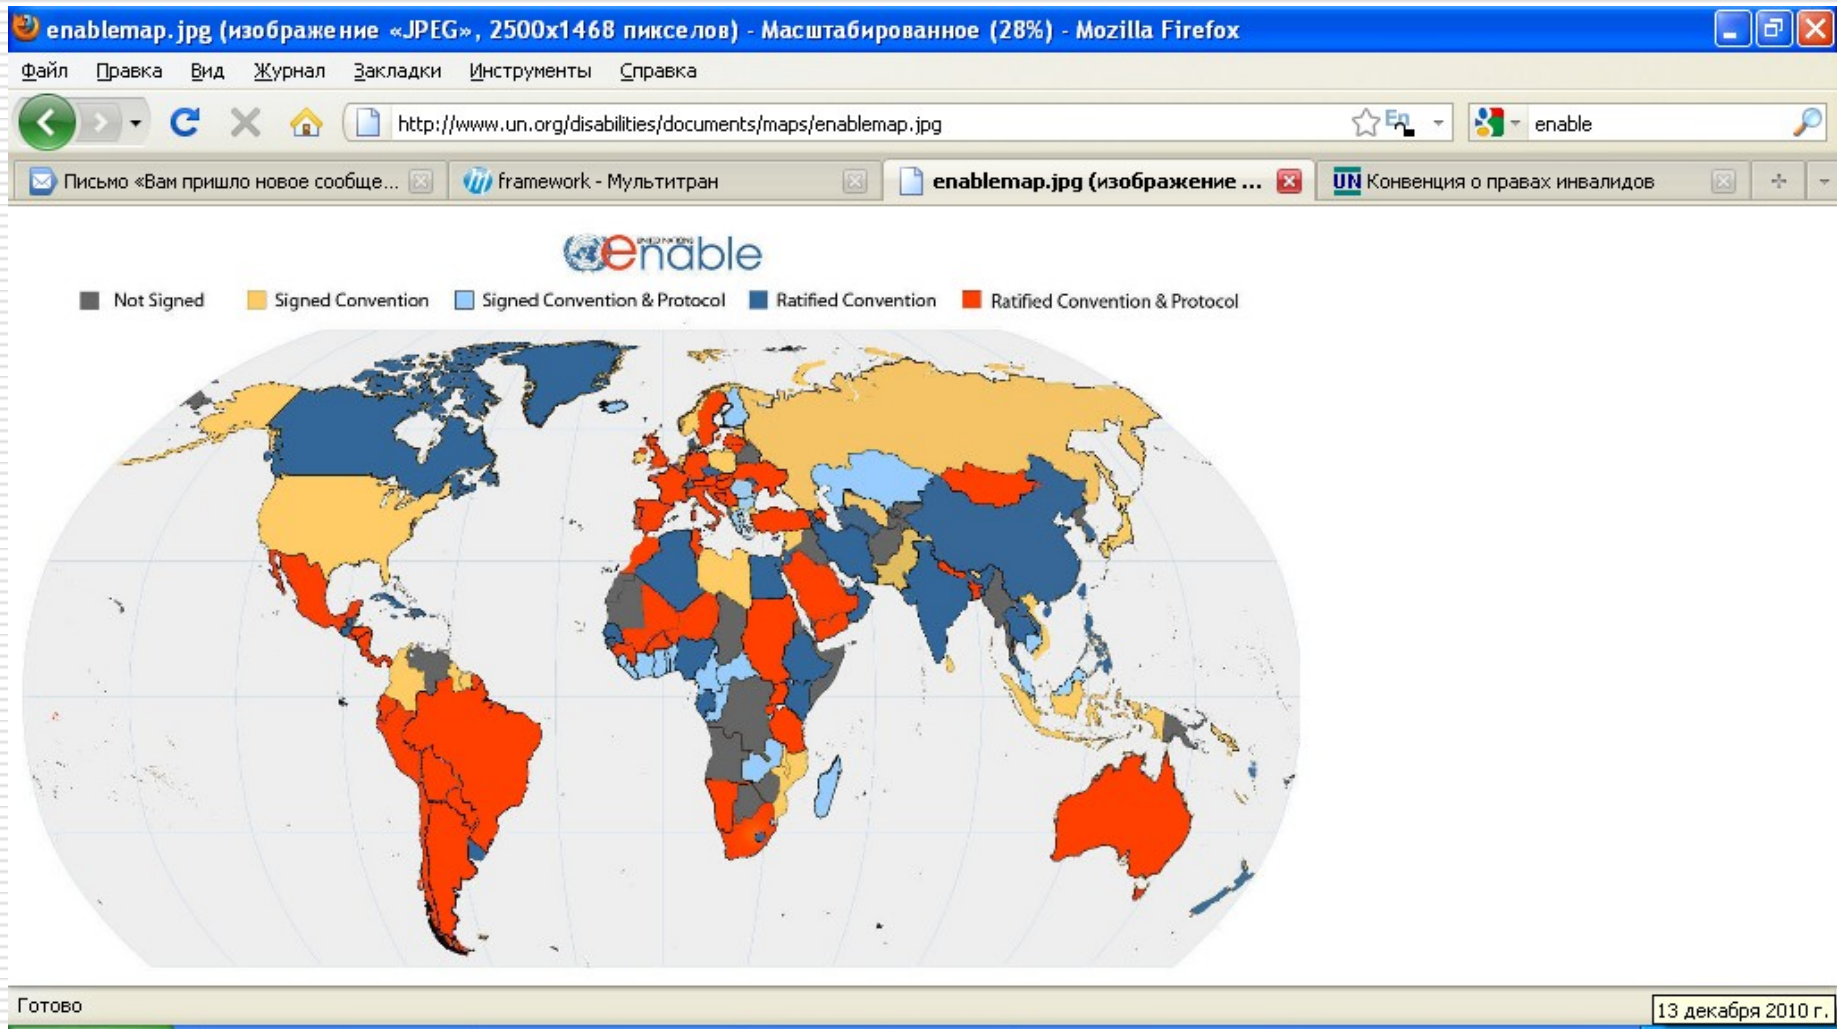 enablemap.jpg (изображение «JPEG», 2500x1468 пикселов) - Масштабированное (28%) - Mozilla Firefox
Файл Правка Вид Журнал Закладки Инструменты Справка
http://www.un.org/disabilities/documents/maps/enablemap.jpg En enable
Письмо «Вам пришло новое сообще... framework - Мультитран enablemap.jpg (изображение ... UN Конвенция о правах инвалидов
UNITED NATIONS
enable
Not Signed Signed Convention Signed Convention & Protocol Ratified Convention Ratified Convention & Protocol
Готово
13 декабря 2010 г.